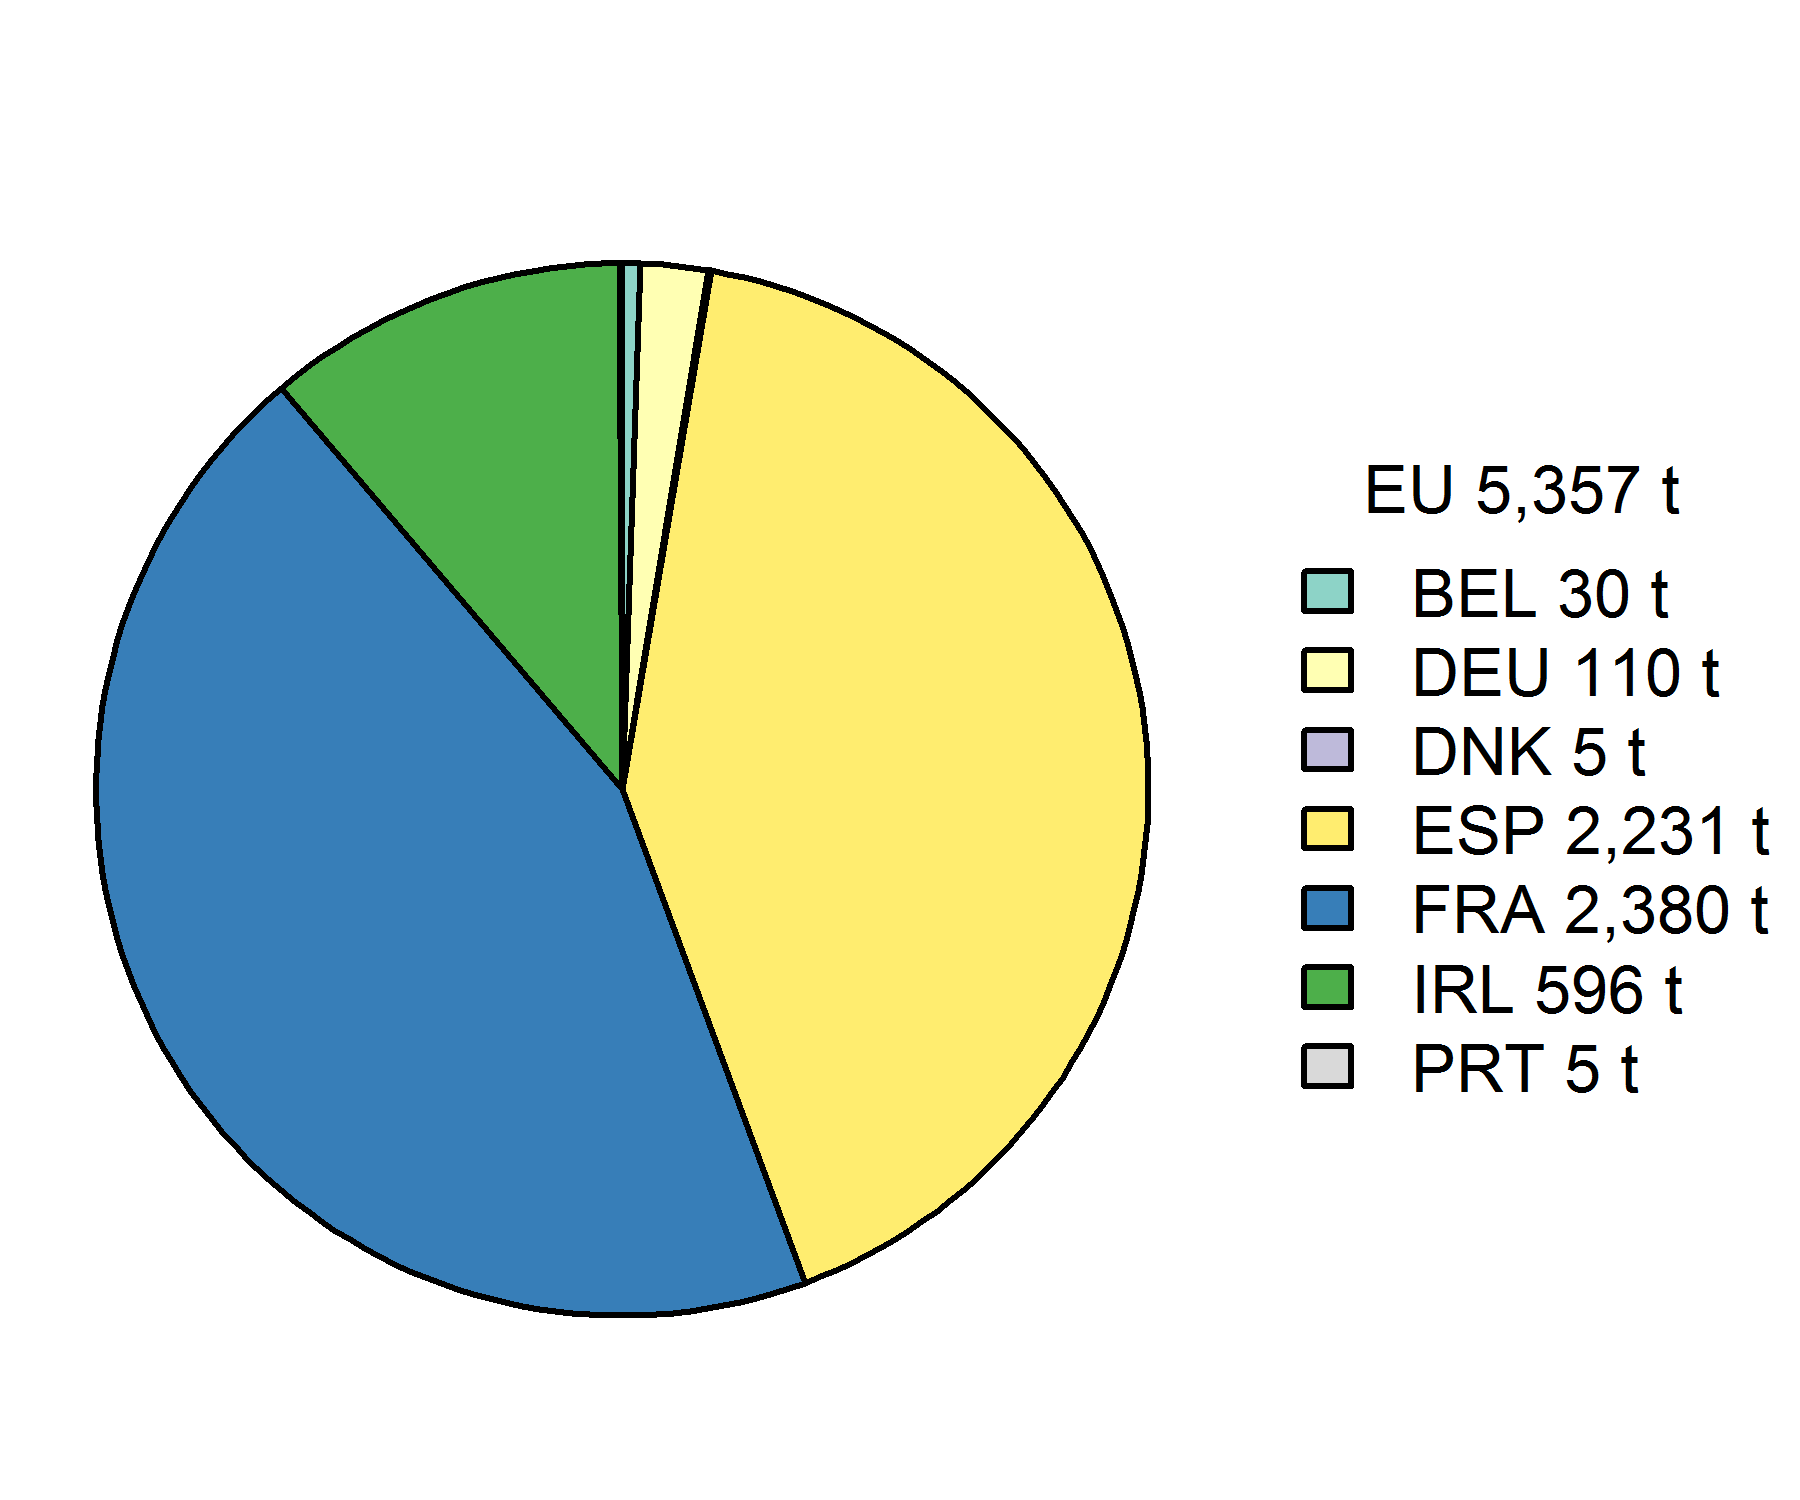 EU 5,357 t
BEL 30 t
DEU 110 t
DNK 5 t
ESP 2,231 t
FRA 2,380 t
IRL 596 t
PRT 5 t